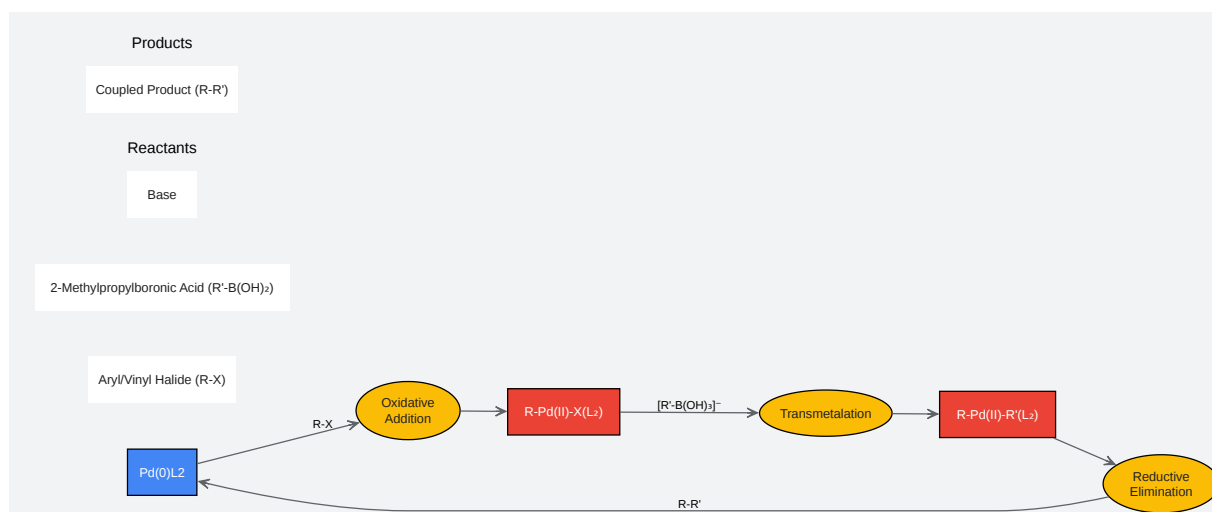 Products
Coupled Product (R-R')
Reactants
Base
2-Methylpropylboronic Acid (R'-B(OH)₂)
Aryl/Vinyl Halide (R-X)
Oxidative
Addition
R-Pd(II)-X(L₂)
[R'-B(OH)₃]⁻
Transmetalation
R-Pd(II)-R'(L₂)
R-X
Pd(0)L2
Reductive
Elimination
R-R'